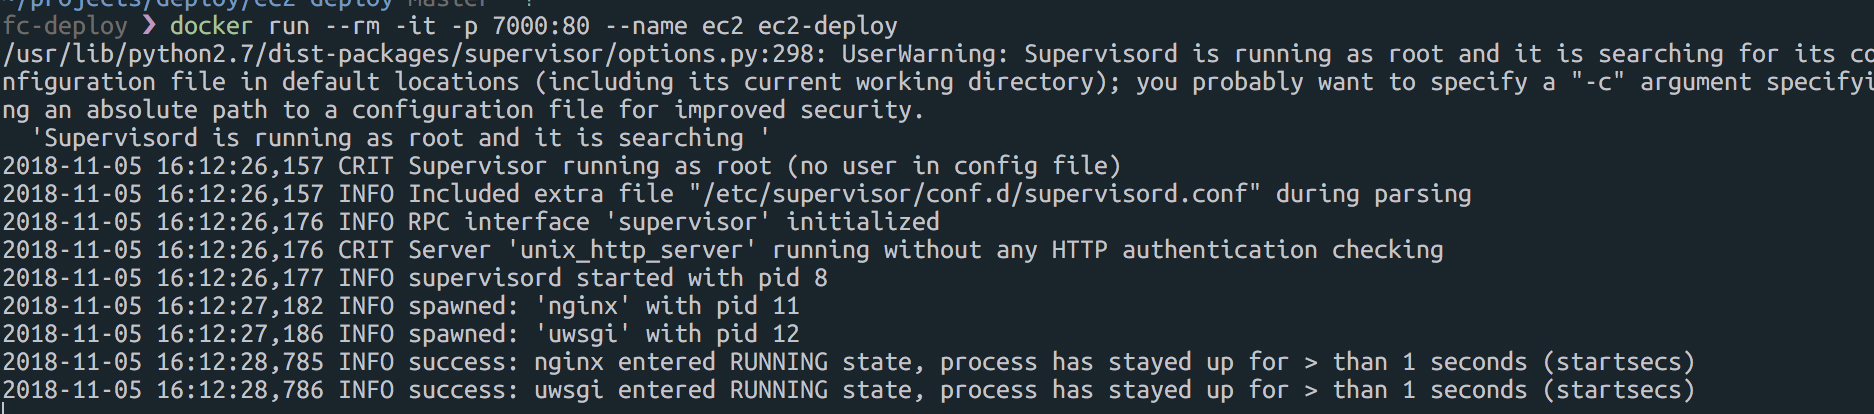 ~/projects/deploy/ec2-deploy master
fc-deploy ❯ docker run --rm -it -p 7000:80 --name ec2 ec2-deploy
/usr/lib/python2.7/dist-packages/supervisor/options.py:298: UserWarning: Supervisord is running as root and it is searching for its co
nfiguration file in default locations (including its current working directory); you probably want to specify a "-c" argument specifyi
ng an absolute path to a configuration file for improved security.
  'Supervisord is running as root and it is searching '
2018-11-05 16:12:26,157 CRIT Supervisor running as root (no user in config file)
2018-11-05 16:12:26,157 INFO Included extra file "/etc/supervisor/conf.d/supervisord.conf" during parsing
2018-11-05 16:12:26,176 INFO RPC interface 'supervisor' initialized
2018-11-05 16:12:26,176 CRIT Server 'unix_http_server' running without any HTTP authentication checking
2018-11-05 16:12:26,177 INFO supervisord started with pid 8
2018-11-05 16:12:27,182 INFO spawned: 'nginx' with pid 11
2018-11-05 16:12:27,186 INFO spawned: 'uwsgi' with pid 12
2018-11-05 16:12:28,785 INFO success: nginx entered RUNNING state, process has stayed up for > than 1 seconds (startsecs)
2018-11-05 16:12:28,786 INFO success: uwsgi entered RUNNING state, process has stayed up for > than 1 seconds (startsecs)